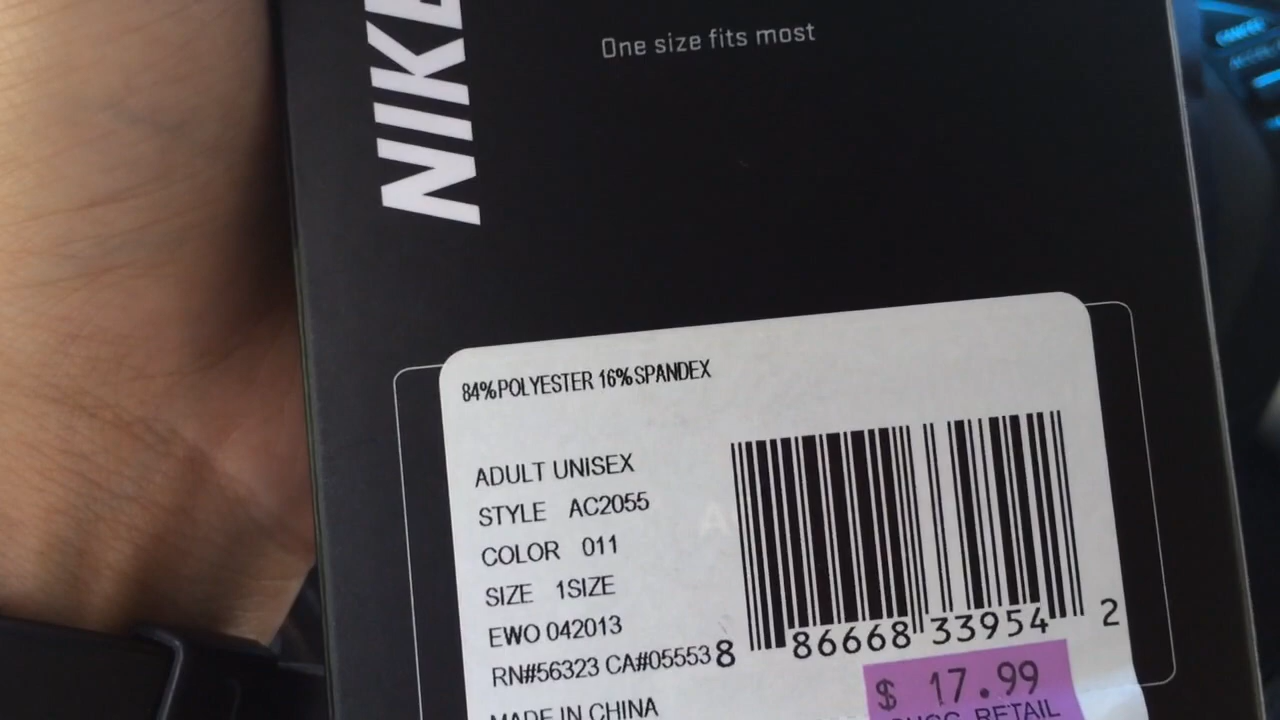 NIKE
One size fits most
84% POLYESTER 16% SPANDEX
ADULT UNISEX
STYLE AC2055
COLOR 011
SIZE 1SIZE
EWO 042013
RN#56323 CA#05553
MADE IN CHINA
8 86668 33954 2
$ 17.99
RETAIL